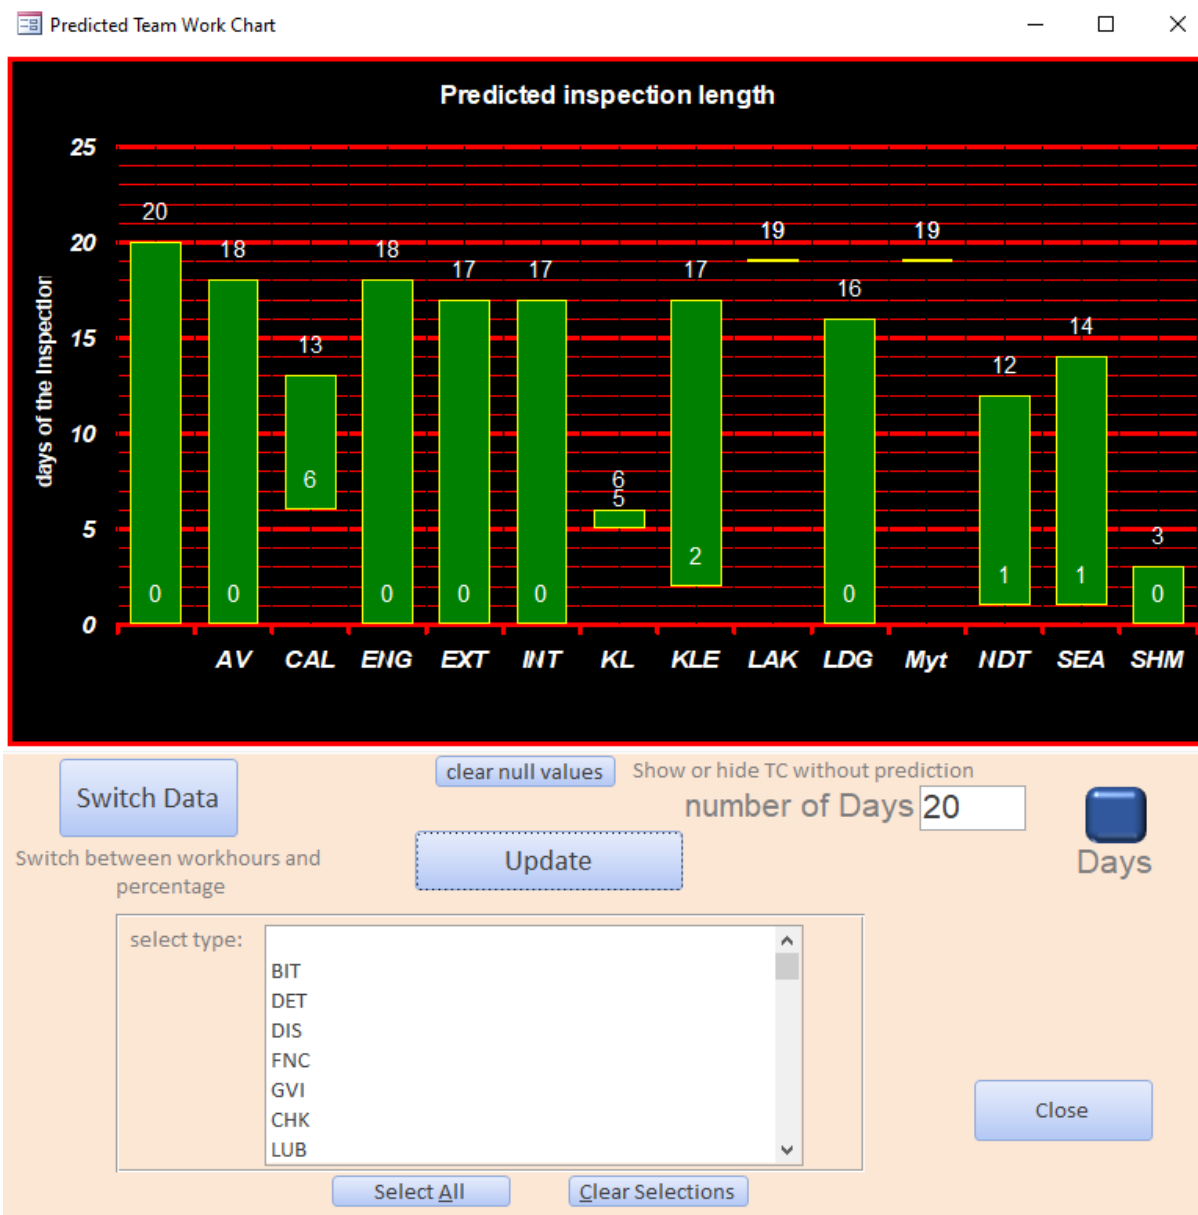 Predicted Team Work Chart
Predicted inspection length
days of the Inspection
25
20
15
10
5
0
20
18
13
18
17
17
6
5
17
19
16
19
12
14
3
0
0
6
0
0
0
2
0
1
1
0
AV CAL ENG EXT INT KL KLE LAK LDG Myt NDT SEA SHM
Switch Data
Switch between workhours and
percentage
clear null values
Show or hide TC without prediction
number of Days 20
Update
Days
select type:
BIT
DET
DIS
FNC
GVI
CHK
LUB
Close
Select All
Clear Selections